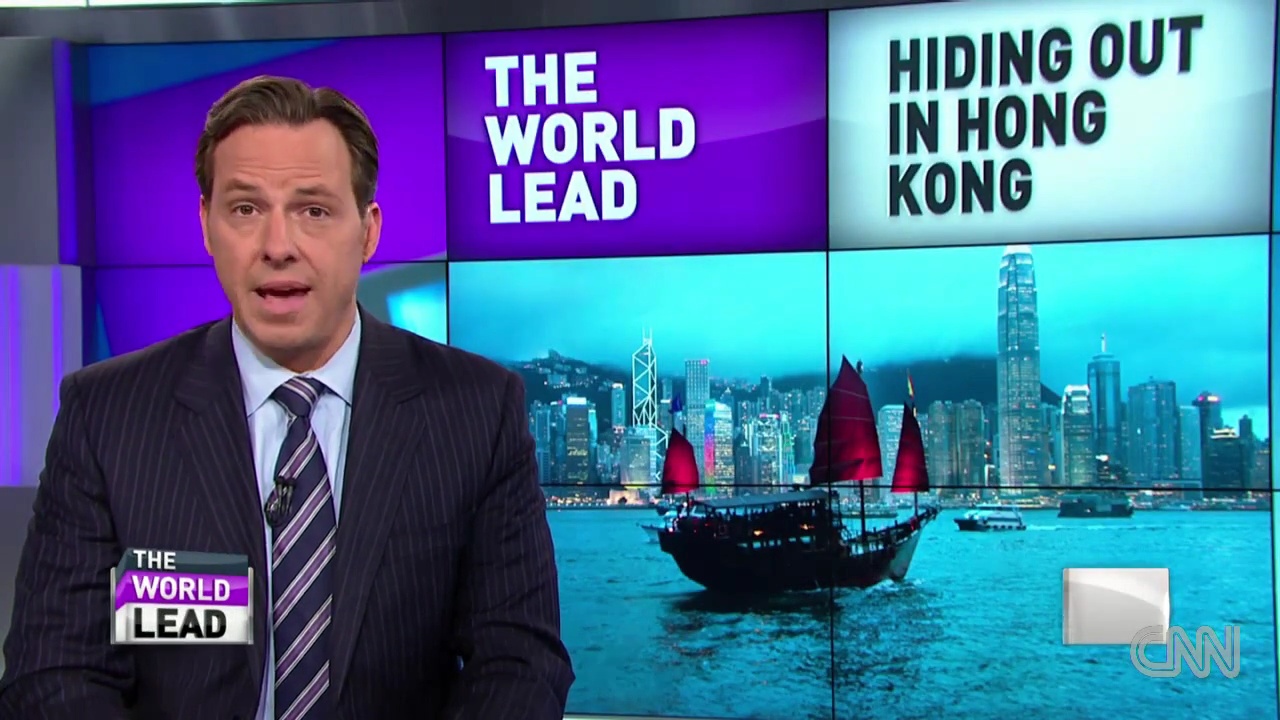 THE
WORLD
LEAD
HIDING OUT
IN HONG
KONG
THE
WORLD
LEAD
CNN